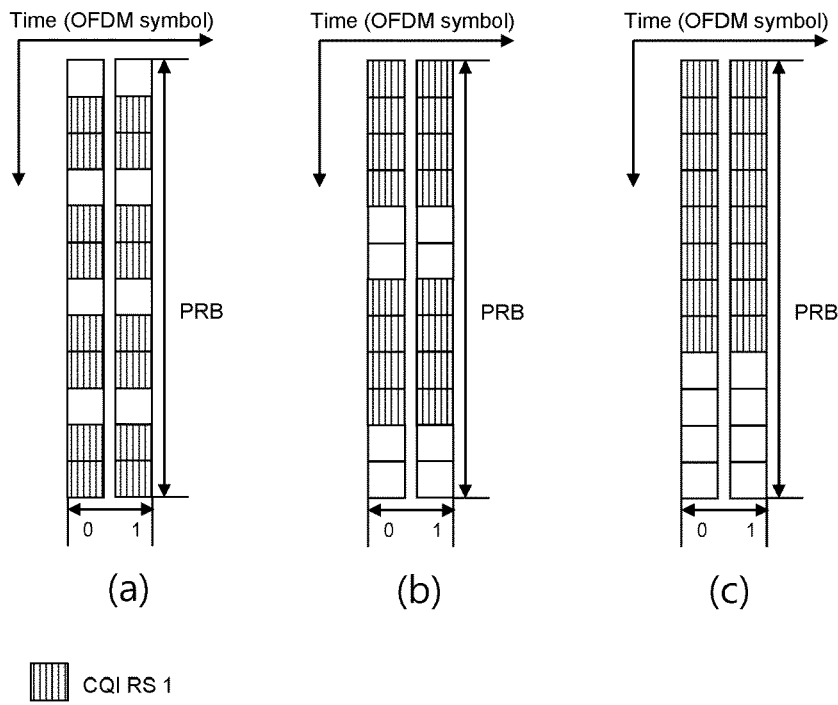 Time (OFDM symbol)
Time (OFDM symbol)
Time (OFDM symbol)
PRB
PRB
PRB
0 1
0 1
0 1
(a)
(b)
(c)
CQI RS 1